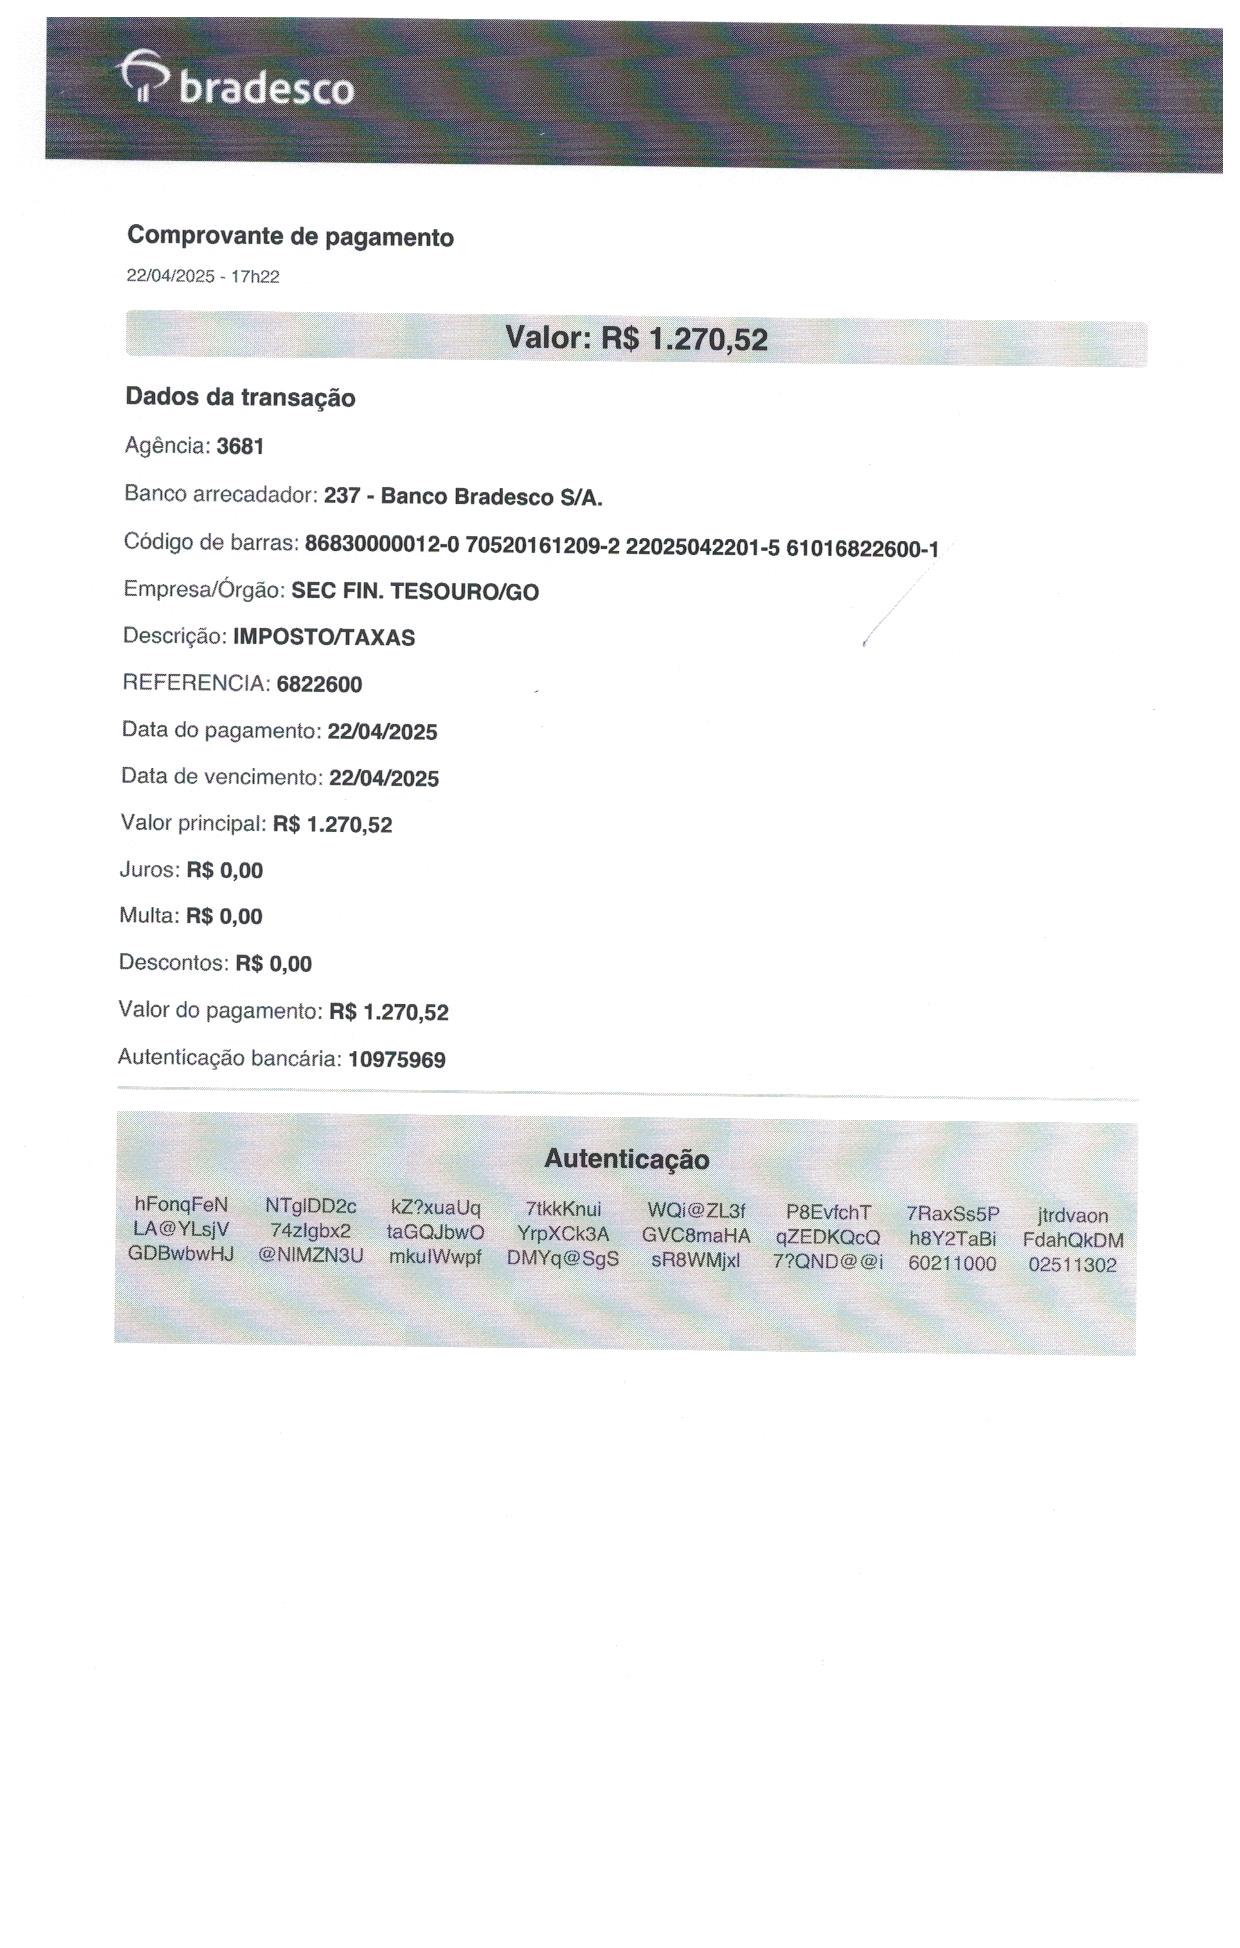 bradesco
Comprovante de pagamento
22/04/2025 - 17h22
Valor: R$ 1.270,52
Dados da transação
Agência: 3681
Banco arrecadador: 237 - Banco Bradesco S/A.
Código de barras: 86830000012-0 70520161209-2 22025042201-5 61016822600-1
Empresa/Órgão: SEC FIN. TESOURO/GO
Descrição: IMPOSTO/TAXAS
REFERENCIA: 6822600
Data do pagamento: 22/04/2025
Data de vencimento: 22/04/2025
Valor principal: R$ 1.270,52
Juros: R$ 0,00
Multa: R$ 0,00
Descontos: R$ 0,00
Valor do pagamento: R$ 1.270,52
Autenticação bancária: 10975969
Autenticação
hFonqFeN NTglDD2c kZ?xuaUq 7tkkKnui WQi@ZL3f P8EvfchT 7RaxSs5P jtrdvaon
LA@YLsjV 74zlgbx2 taGQJbwO YrpXCk3A GVC8maHA qZEDKQcQ h8Y2TaBi FdahQkDM
GDBwbwHJ @NlMZN3U mkulWwpf DMYq@SgS sR8WMjxl 7?QND@@i 60211000 02511302